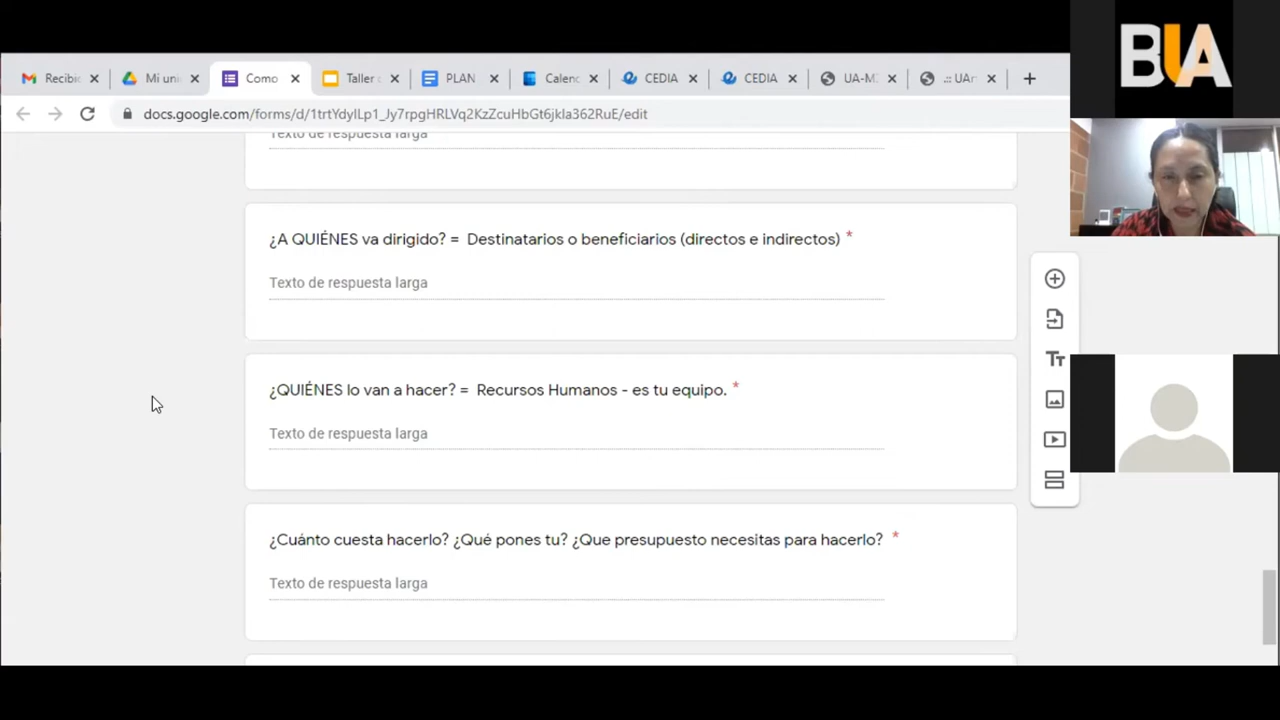 BUA
Recibi
Mi uni
Como
Taller
PLAN
Calenc
CEDIA
CEDIA
UA-M
.:: UAr
docs.google.com/forms/d/1trtYdyILp1_Jy7rpgHRLVq2KzZcuHbGt6jkIa362RuE/edit
Texto de respuesta larga
¿A QUIÉNES va dirigido? = Destinatarios o beneficiarios (directos e indirectos) *
Texto de respuesta larga
¿QUIÉNES lo van a hacer? = Recursos Humanos - es tu equipo. *
Texto de respuesta larga
¿Cuánto cuesta hacerlo? ¿Qué pones tu? ¿Que presupuesto necesitas para hacerlo? *
Texto de respuesta larga